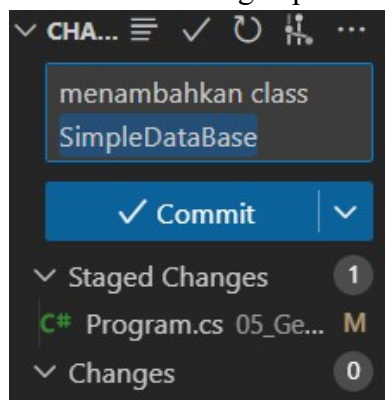 CHA...
menambahkan class
SimpleDataBase
Commit
Staged Changes 1
C# Program.cs 05_Ge... M
Changes 0